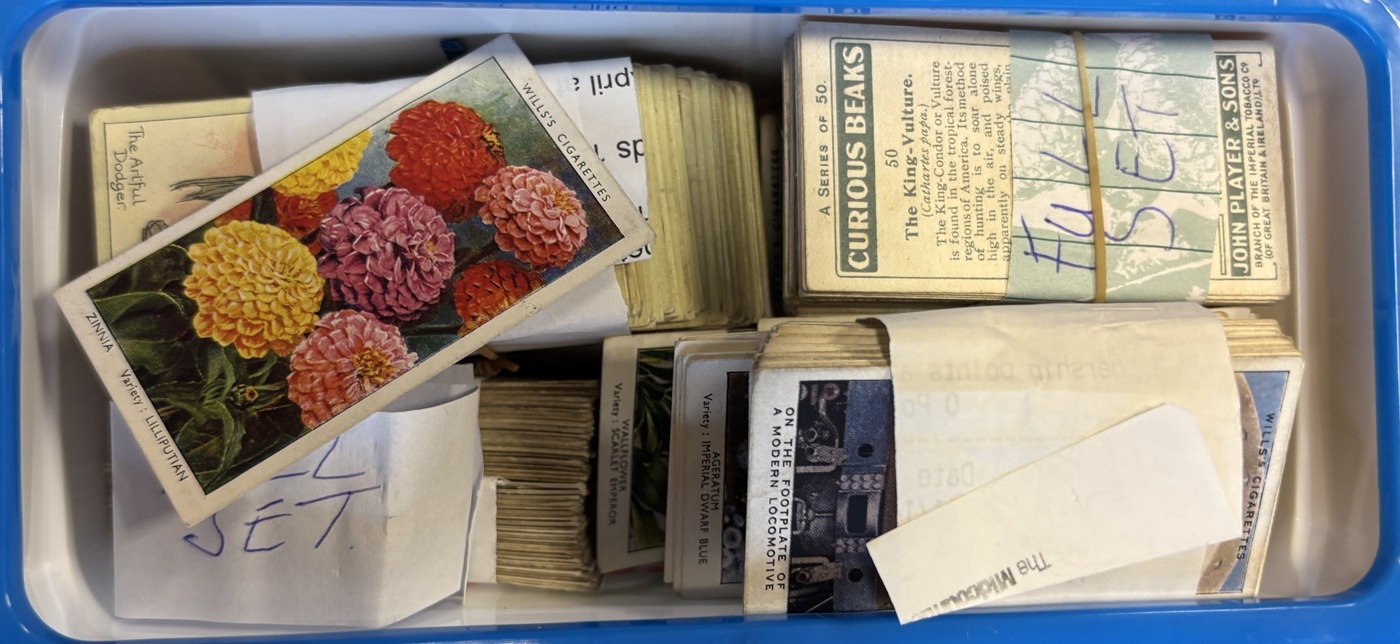 The Artful
Dodger.
WILLS'S CIGARETTES
ZINNIA
Variety : LILLIPUTIAN
April
SET.
WALLFLOWER
Variety : SCARLET EMPEROR
AGERATUM
Variety : IMPERIAL DWARF BLUE
A SERIES OF 50.
CURIOUS BEAKS
50
The King-Vulture.
(Cathartes papa.)
The King-Condor or Vulture
is found in the tropical forest-
regions of America. Its method
of hunting is to soar alone
high in the air, and poised
apparently on steady wings,
FULL
SET
JOHN PLAYER & SONS
BRANCH OF THE IMPERIAL TOBACCO CO.
(OF GREAT BRITAIN & IRELAND), LTD
ON THE FOOTPLATE OF
A MODERN LOCOMOTIVE
Date
The
WILLS'S CIGARETTES